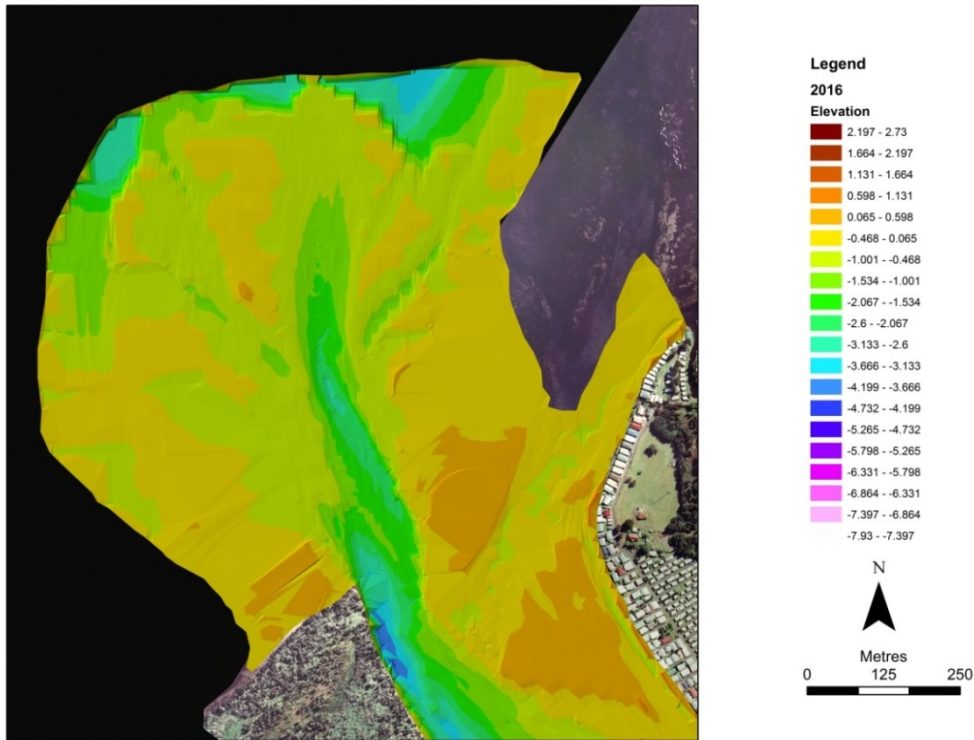 Legend
2016
Elevation
2.197 - 2.73
1.664 - 2.197
1.131 - 1.664
0.598 - 1.131
0.065 - 0.598
-0.468 - 0.065
-1.001 - -0.468
-1.534 - -1.001
-2.067 - -1.534
-2.6 - -2.067
-3.133 - -2.6
-3.666 - -3.133
-4.199 - -3.666
-4.732 - -4.199
-5.265 - -4.732
-5.798 - -5.265
-6.331 - -5.798
-6.864 - -6.331
-7.397 - -6.864
-7.93 - -7.397
N
Metres
0 125 250